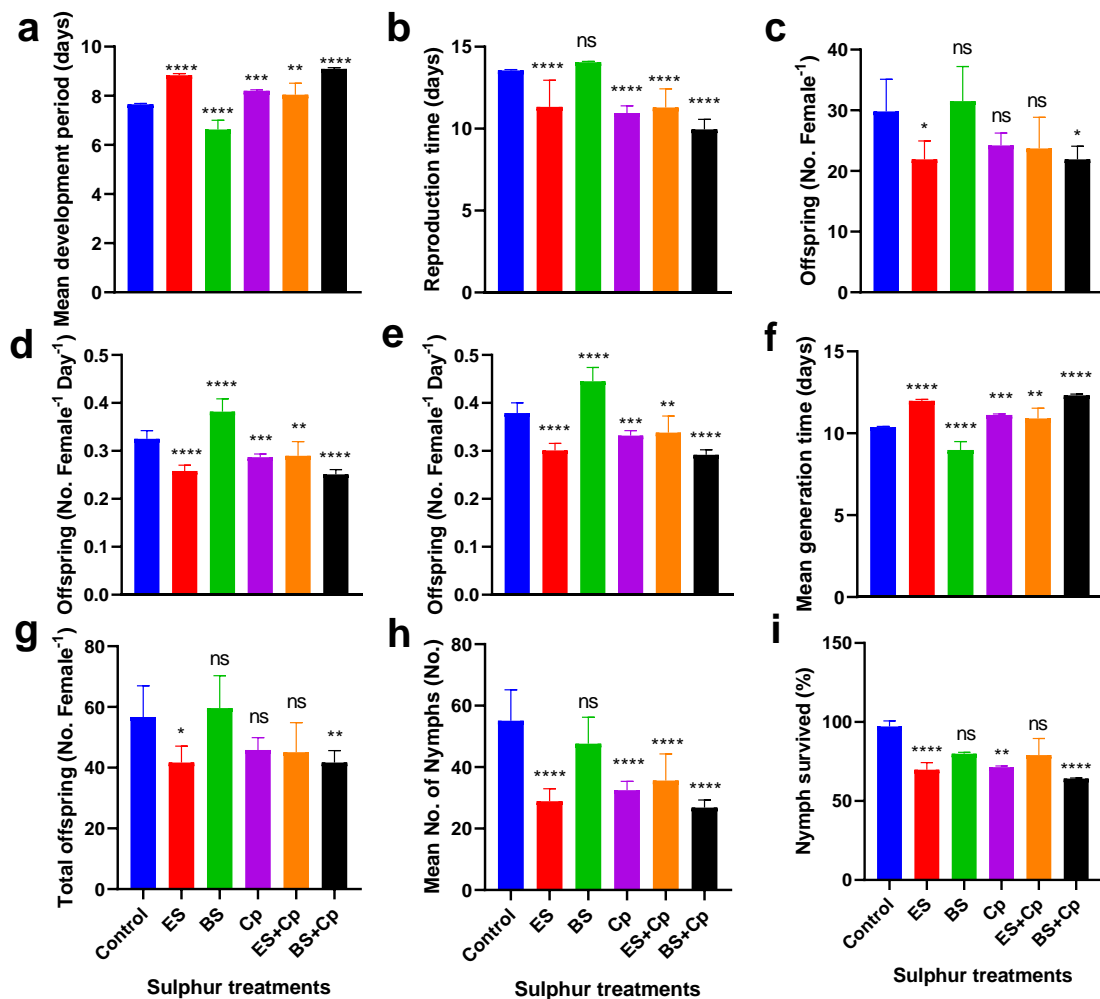 a
Mean development period (days)
10
8
6
4
2
0
****
****
***
**
****
b
Reproduction time (days)
15
10
5
0
****
ns
****
****
****
c
Offspring (No. Female-1)
40
30
20
10
0
*
ns
ns
ns
*
d
Offspring (No. Female-1 Day-1)
0.5
0.4
0.3
0.2
0.1
0.0
****
****
***
**
****
e
Offspring (No. Female-1 Day-1)
0.5
0.4
0.3
0.2
0.1
0.0
****
****
***
**
****
f
Mean generation time (days)
15
10
5
0
****
****
***
**
****
g
Total offspring (No. Female-1)
80
60
40
20
0
*
ns
ns
ns
**
Control
ES
BS
Cp
ES+Cp
BS+Cp
Sulphur treatments
h
Mean No. of Nymphs (No.)
80
60
40
20
0
****
ns
****
****
****
Control
ES
BS
Cp
ES+Cp
BS+Cp
Sulphur treatments
i
Nymph survived (%)
150
100
50
0
****
ns
**
ns
****
Control
ES
BS
Cp
ES+Cp
BS+Cp
Sulphur treatments